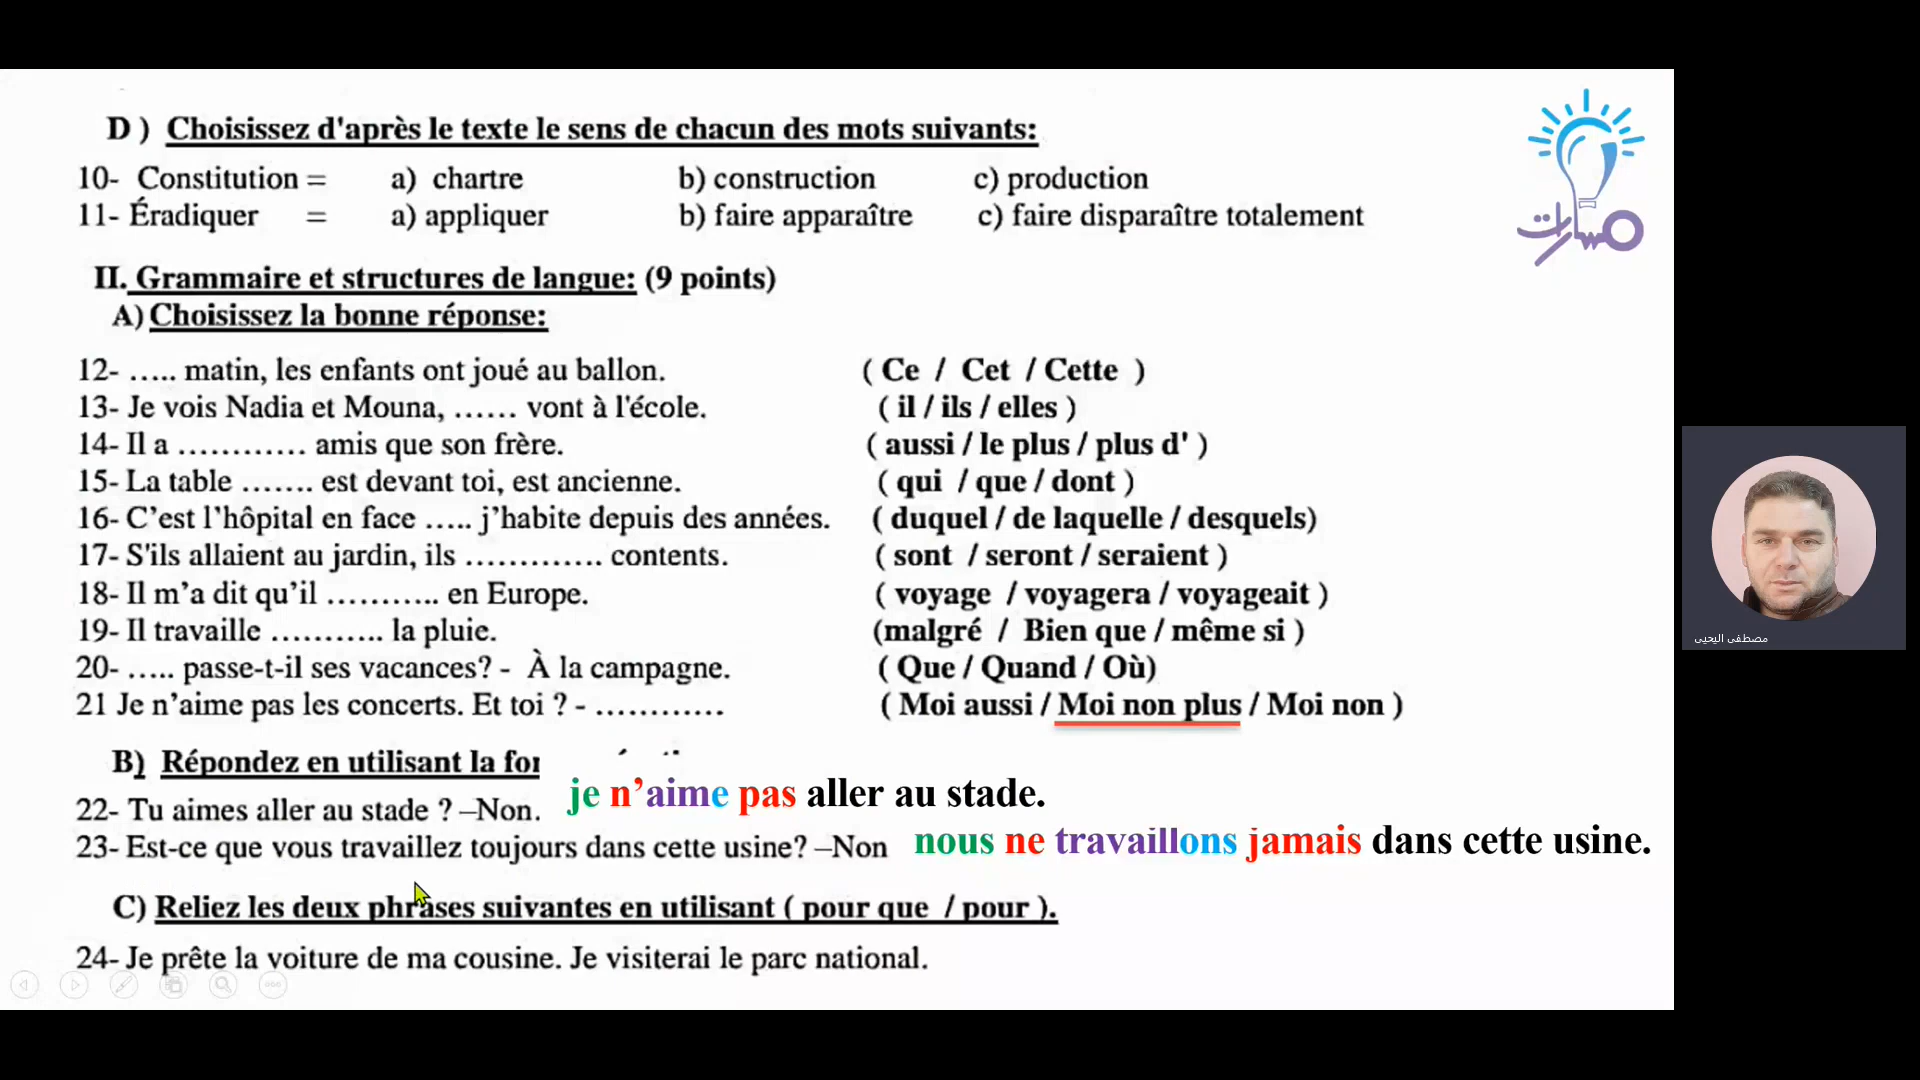 D ) Choisissez d'après le texte le sens de chacun des mots suivants:
10- Constitution = a) chartre b) construction c) production
11- Éradiquer = a) appliquer b) faire apparaître c) faire disparaître totalement
مسارات
II. Grammaire et structures de langue: (9 points)
A) Choisissez la bonne réponse:
12- ….. matin, les enfants ont joué au ballon. ( Ce / Cet / Cette )
13- Je vois Nadia et Mouna, …… vont à l'école. ( il / ils / elles )
14- Il a ………… amis que son frère. ( aussi / le plus / plus d' )
15- La table ……. est devant toi, est ancienne. ( qui / que / dont )
16- C’est l’hôpital en face ….. j’habite depuis des années. ( duquel / de laquelle / desquels)
17- S'ils allaient au jardin, ils …………. contents. ( sont / seront / seraient )
18- Il m’a dit qu’il ……….. en Europe. ( voyage / voyagera / voyageait )
19- Il travaille ……….. la pluie. (malgré / Bien que / même si )
20- ….. passe-t-il ses vacances? - À la campagne. ( Que / Quand / Où)
21 Je n’aime pas les concerts. Et toi ? - ………… ( Moi aussi / Moi non plus / Moi non )
B) Répondez en utilisant la
22- Tu aimes aller au stade ? –Non. je n’aime pas aller au stade.
23- Est-ce que vous travaillez toujours dans cette usine? –Non nous ne travaillons jamais dans cette usine.
C) Reliez les deux phrases suivantes en utilisant ( pour que / pour ).
24- Je prête la voiture de ma cousine. Je visiterai le parc national.
مصطفى اليحيى